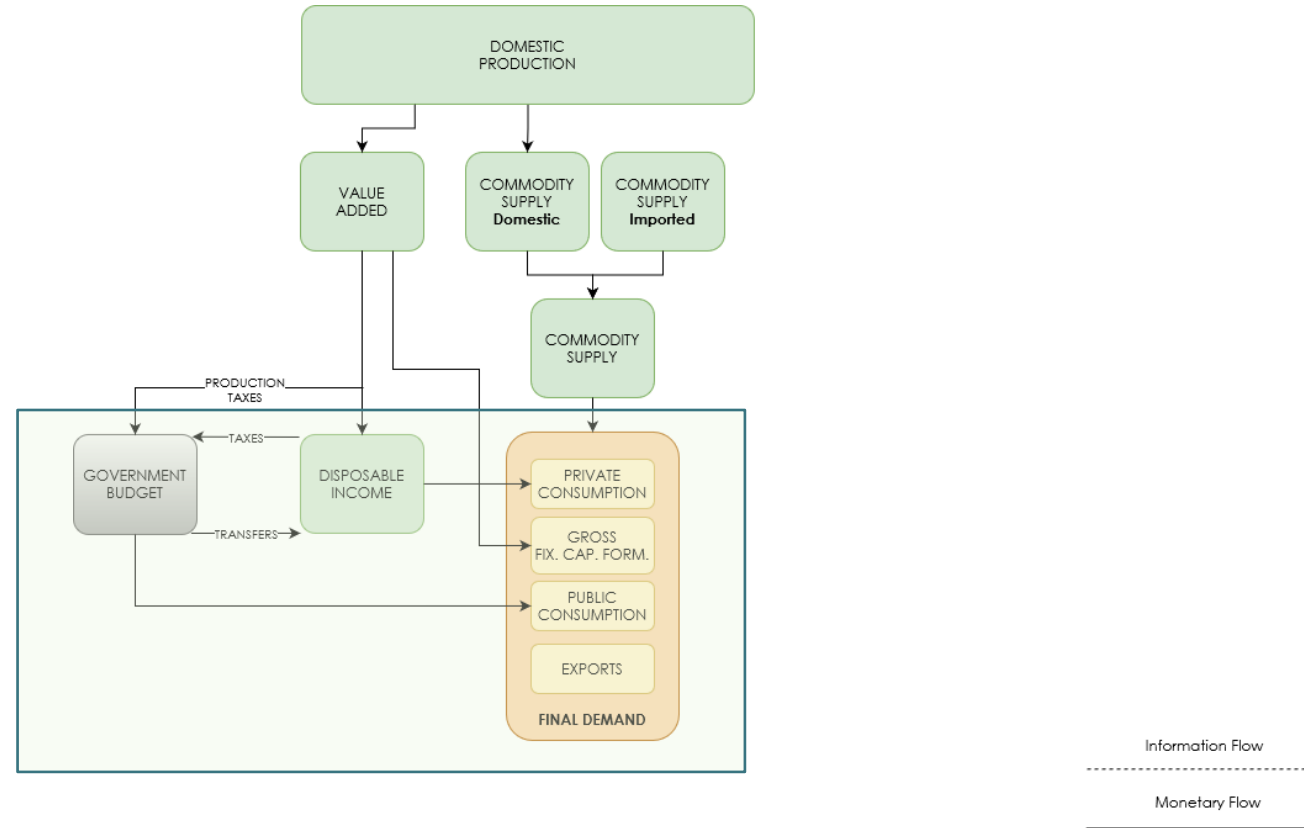 DOMESTIC
PRODUCTION
VALUE
ADDED
COMMODITY
SUPPLY
Domestic
COMMODITY
SUPPLY
Imported
COMMODITY
SUPPLY
PRODUCTION
TAXES
GOVERNMENT
BUDGET
TAXES
TRANSFERS
DISPOSABLE
INCOME
PRIVATE
CONSUMPTION
GROSS
FIX. CAP. FORM.
PUBLIC
CONSUMPTION
EXPORTS
FINAL DEMAND
Information Flow
Monetary Flow